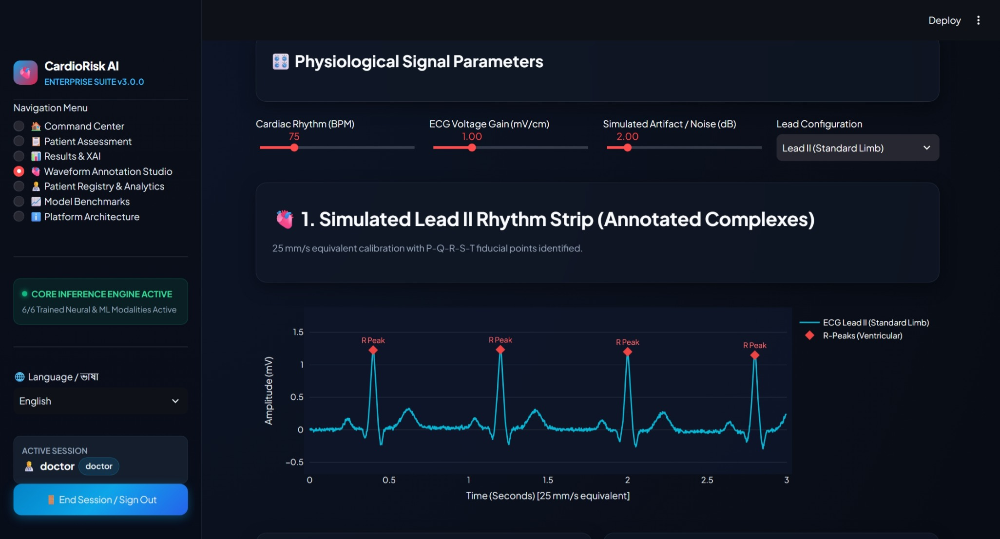 Deploy
CardioRisk AI
ENTERPRISE SUITE v3.0.0
Navigation Menu
Command Center
Patient Assessment
Results & XAI
Waveform Annotation Studio
Patient Registry & Analytics
Model Benchmarks
Platform Architecture
CORE INFERENCE ENGINE ACTIVE
6/6 Trained Neural & ML Modalities Active
Language / ভাষা
English
ACTIVE SESSION
doctor doctor
End Session / Sign Out
Physiological Signal Parameters
Cardiac Rhythm (BPM)
75
ECG Voltage Gain (mV/cm)
1.00
Simulated Artifact / Noise (dB)
2.00
Lead Configuration
Lead II (Standard Limb)
1. Simulated Lead II Rhythm Strip (Annotated Complexes)
25 mm/s equivalent calibration with P-Q-R-S-T fiducial points identified.
ECG Lead II (Standard Limb)
R-Peaks (Ventricular)
R Peak
R Peak
R Peak
R Peak
Amplitude (mV)
1.5
1
0.5
0
−0.5
0 0.5 1 1.5 2 2.5 3
Time (Seconds) [25 mm/s equivalent]